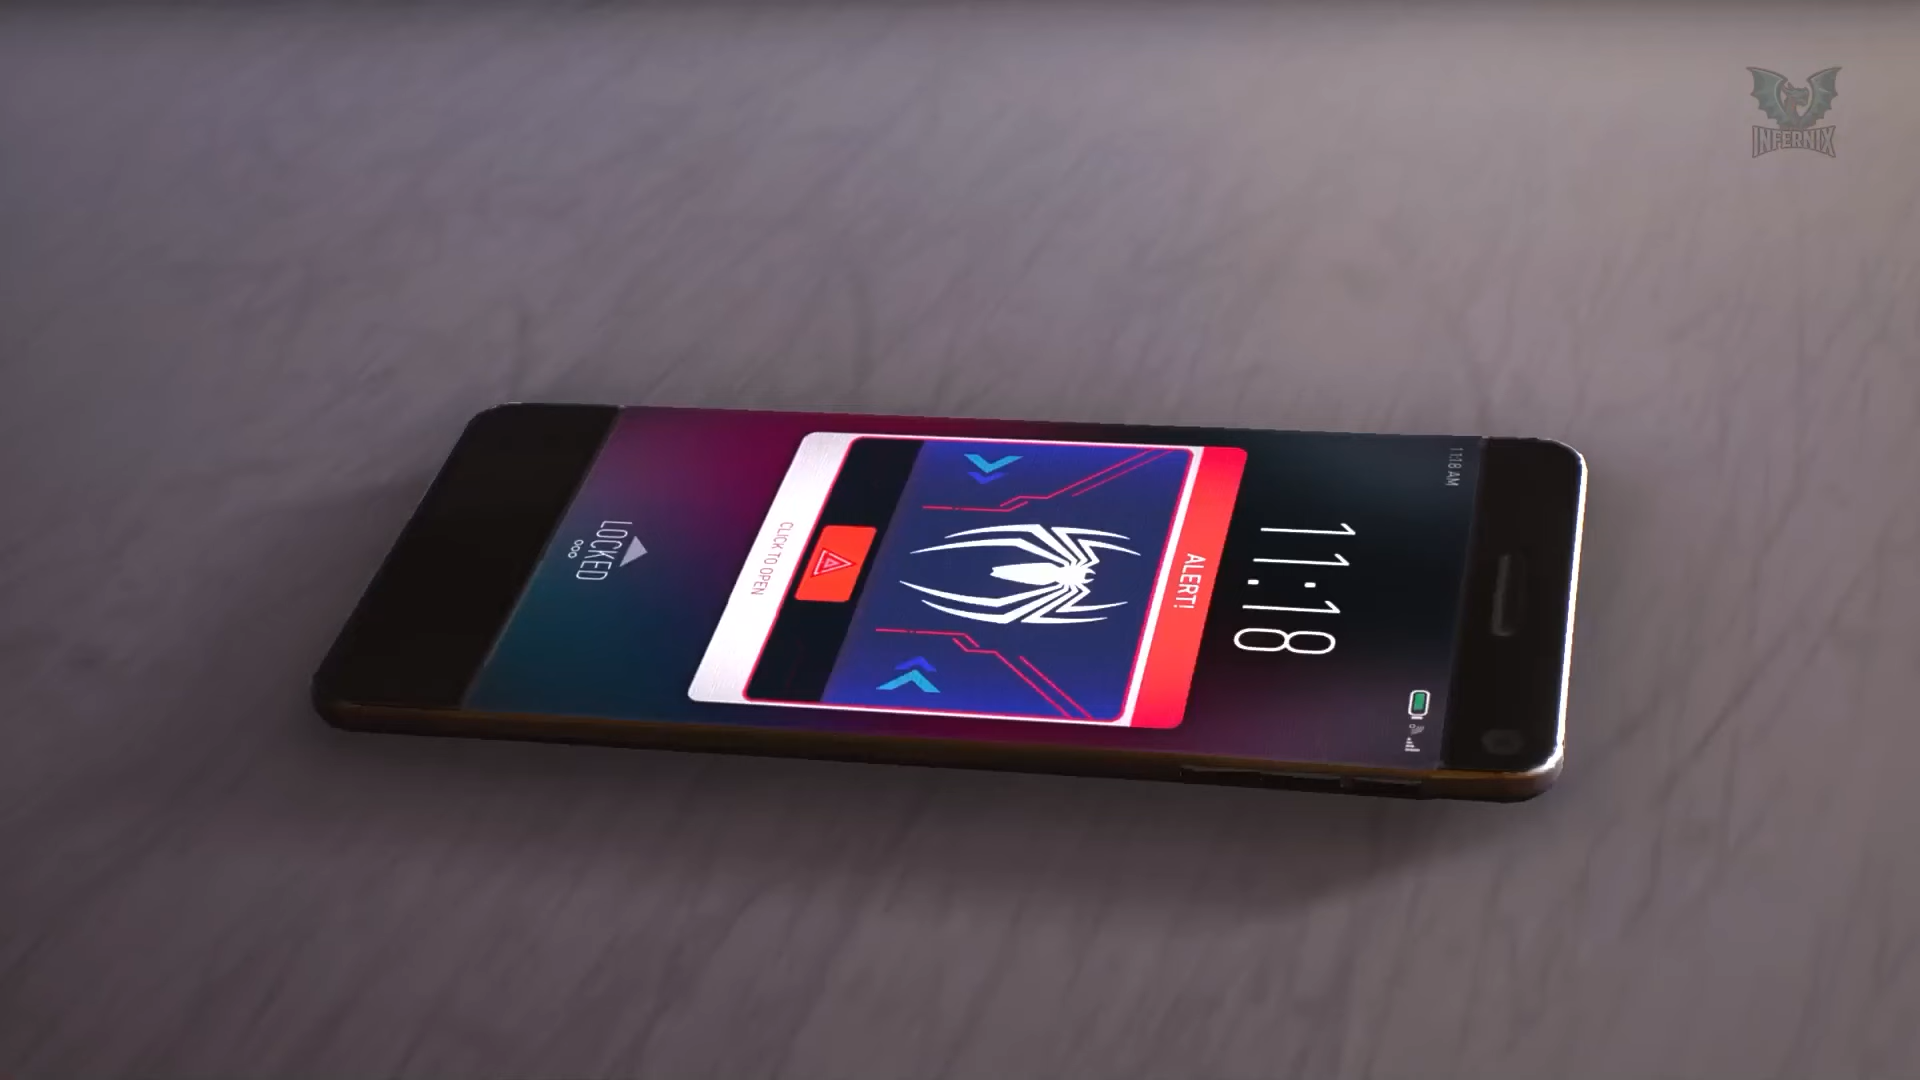 11:18 AM
11:18
ALERT!
CLICK TO OPEN
LOCKED
INFERNIX